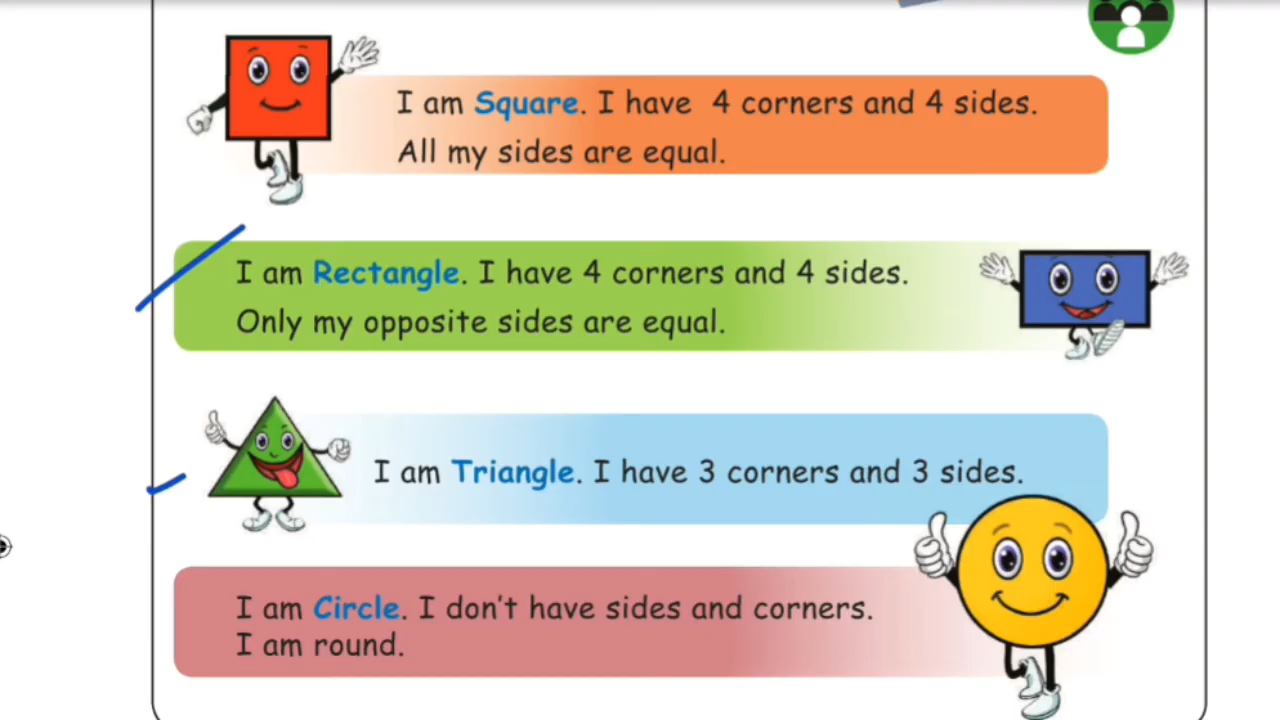 I am Square. I have 4 corners and 4 sides.
All my sides are equal.
I am Rectangle. I have 4 corners and 4 sides.
Only my opposite sides are equal.
I am Triangle. I have 3 corners and 3 sides.
I am Circle. I don't have sides and corners.
I am round.